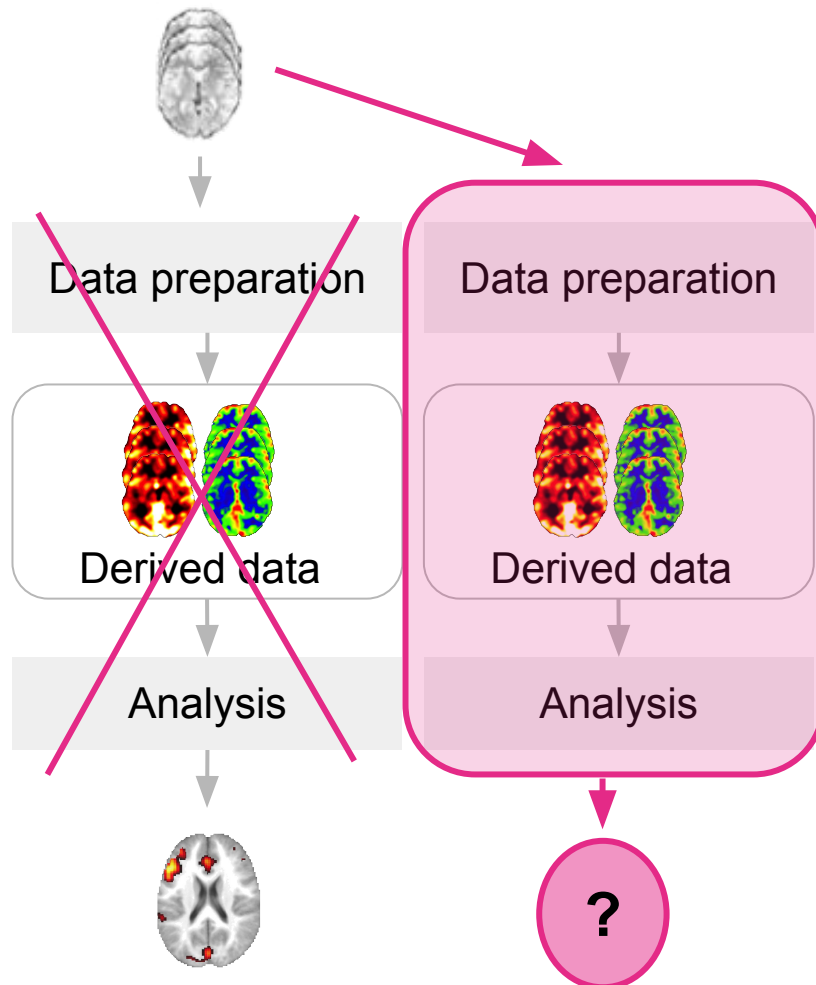 Data preparation
Derived data
Analysis
Data preparation
Derived data
Analysis
?